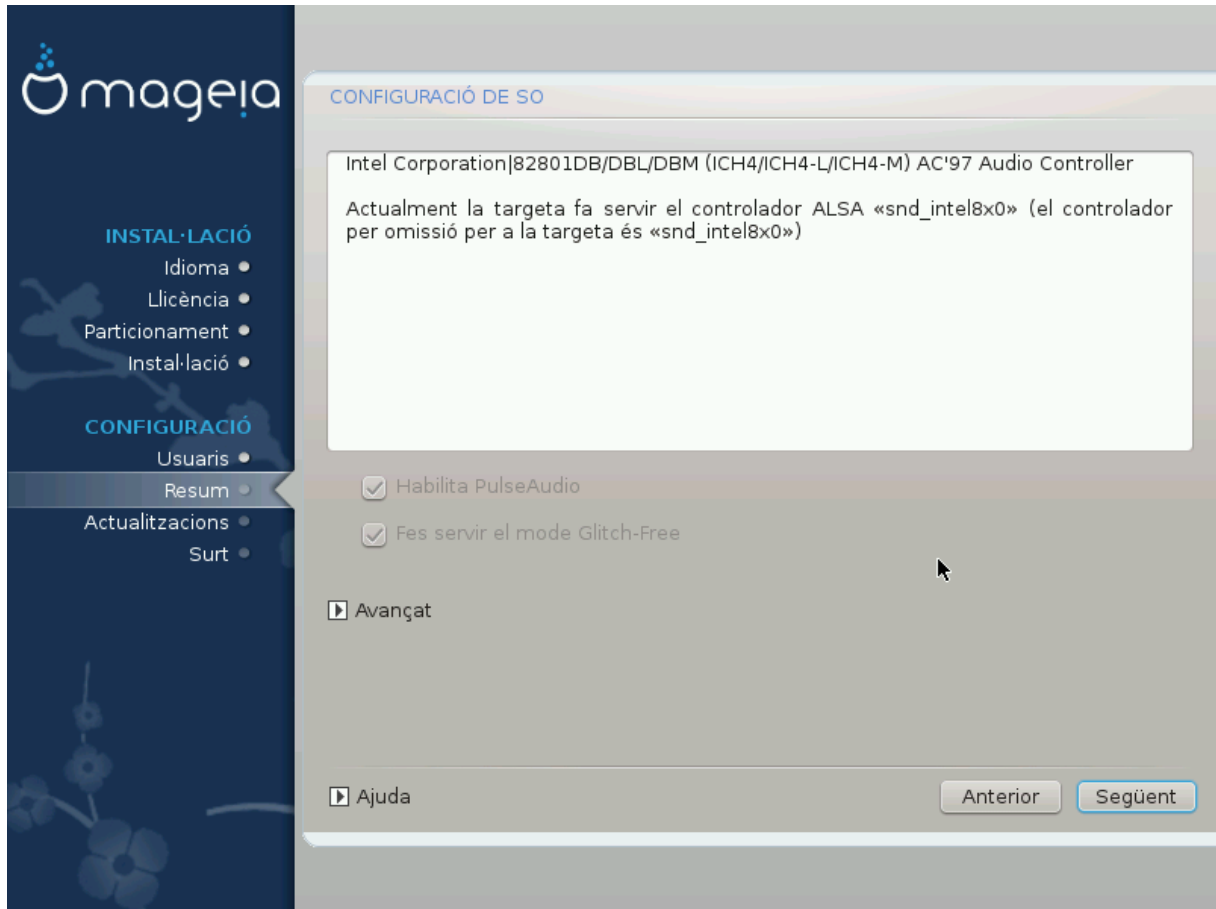 mageia
INSTAL·LACIÓ
Idioma
Llicència
Particionament
Instal·lació
CONFIGURACIÓ
Usuaris
Resum
Actualitzacions
Surt
CONFIGURACIÓ DE SO
Intel Corporation|82801DB/DBL/DBM (ICH4/ICH4-L/ICH4-M) AC'97 Audio Controller
Actualment la targeta fa servir el controlador ALSA «snd_intel8x0» (el controlador
per omissió per a la targeta és «snd_intel8x0»)
Habilita PulseAudio
Fes servir el mode Glitch-Free
Avançat
Ajuda
Anterior
Següent